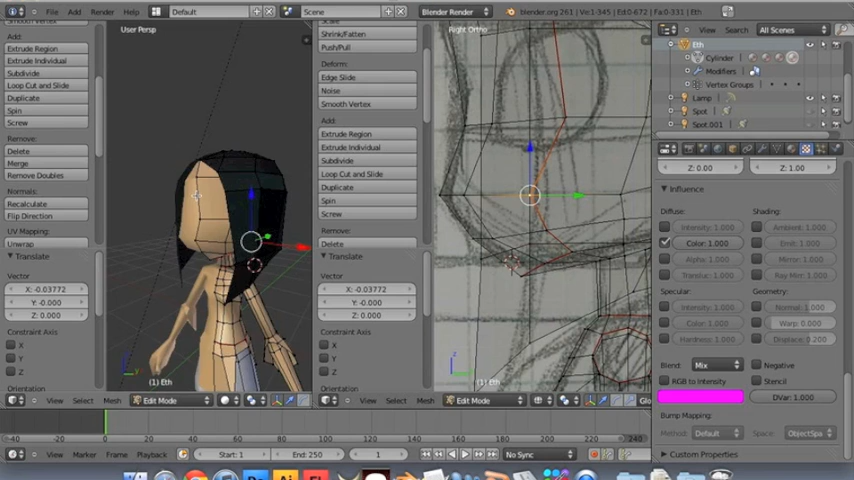 File Add Render Help Default Scene Blender Render blender.org 261 | Ve:1-345 | Ed:0-672 | Fa:0-331 | Eth
Smooth Vertex
Add:
Extrude Region
Extrude Individual
Subdivide
Loop Cut and Slide
Duplicate
Spin
Screw
Remove:
Delete
Merge
Remove Doubles
Normals:
Recalculate
Flip Direction
UV Mapping:
Unwrap
Translate
Vector
X: -0.03772
Y: -0.000
Z: 0.000
Constraint Axis
X
Y
Z
Orientation
User Persp
(1) Eth
View Select Mesh Edit Mode
Shrink/Fatten
Push/Pull
Deform:
Edge Slide
Noise
Smooth Vertex
Add:
Extrude Region
Extrude Individual
Subdivide
Loop Cut and Slide
Duplicate
Spin
Screw
Remove:
Delete
Translate
Vector
X: -0.03772
Y: -0.000
Z: 0.000
Constraint Axis
X
Y
Z
Orientation
Right Ortho
(1) Eth
View Select Mesh Edit Mode Global
View Search All Scenes
Eth
Cylinder
Modifiers
Vertex Groups
Lamp
Spot
Spot.001
Z: 0.00 Z: 1.00
Influence
Diffuse: Shading:
Intensity: 1.000 Ambient: 1.000
Color: 1.000 Emit: 1.000
Alpha: 1.000 Mirror: 1.000
Transluc: 1.000 Ray Mirr: 1.000
Specular: Geometry:
Intensity: 1.000 Normal: 1.000
Color: 1.000 Warp: 0.000
Hardness: 1.000 Displace: 0.200
Blend: Mix Negative
RGB to Intensity Stencil
DVar: 1.000
Bump Mapping:
Method: Default Space: ObjectSpa
Custom Properties
-40 -20 0 20 40 60 80 100 120 140 160 180 200 220 240
View Marker Frame Playback Start: 1 End: 250 1 No Sync
Ps Ai Fl